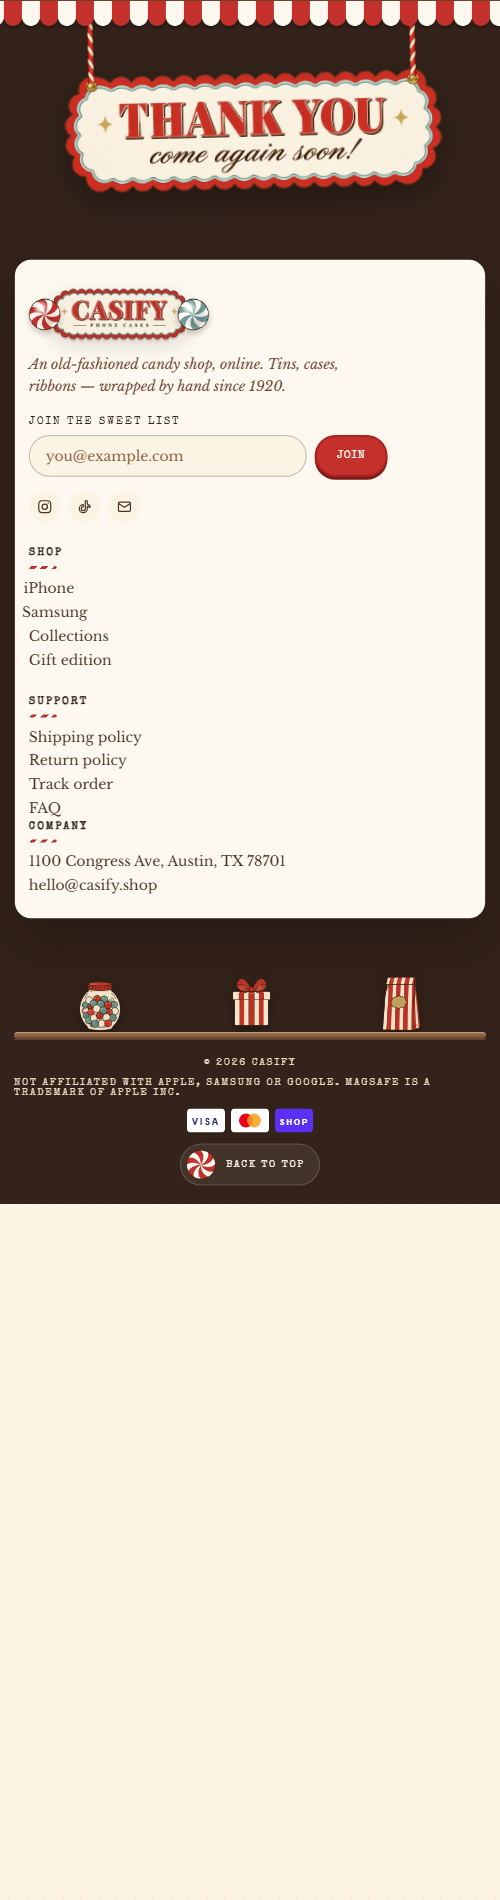 THANK YOU
come again soon!
CASIFY
PHONE CASES
An old-fashioned candy shop, online. Tins, cases,
ribbons — wrapped by hand since 1920.
JOIN THE SWEET LIST
you@example.com
JOIN
SHOP
iPhone
Samsung
Collections
Gift edition
SUPPORT
Shipping policy
Return policy
Track order
FAQ
COMPANY
1100 Congress Ave, Austin, TX 78701
hello@casify.shop
© 2026 CASIFY
NOT AFFILIATED WITH APPLE, SAMSUNG OR GOOGLE. MAGSAFE IS A
TRADEMARK OF APPLE INC.
VISA
SHOP
BACK TO TOP